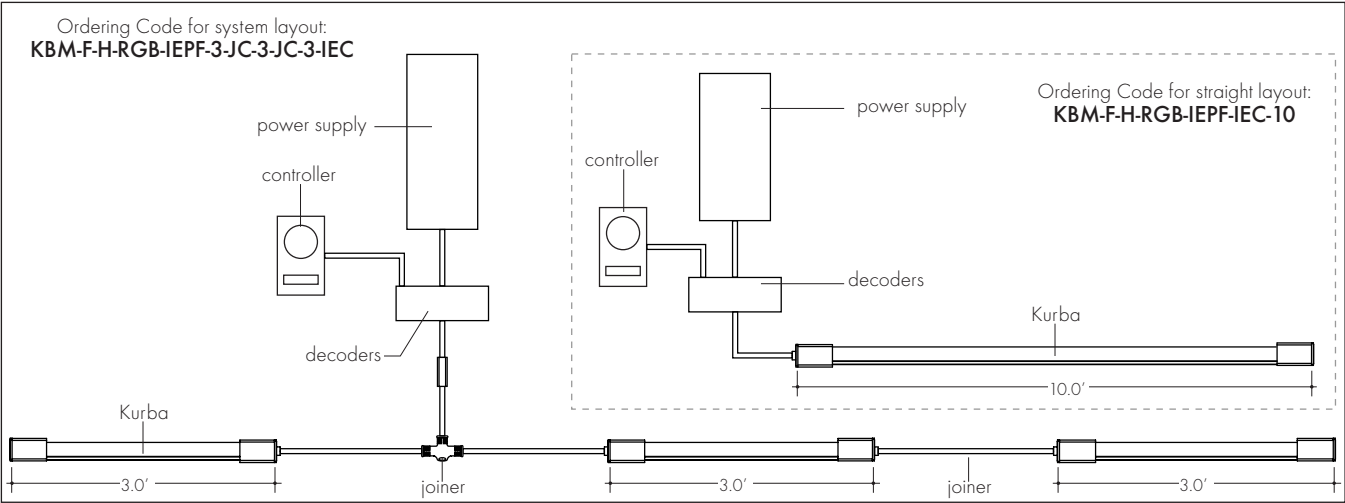 Ordering Code for system layout:
KBM-F-H-RGB-IEPF-3-JC-3-JC-3-IEC
power supply
controller
decoders
Kurba
joiner
joiner
3.0’
3.0’
3.0’
Ordering Code for straight layout:
KBM-F-H-RGB-IEPF-IEC-10
power supply
controller
decoders
Kurba
10.0’